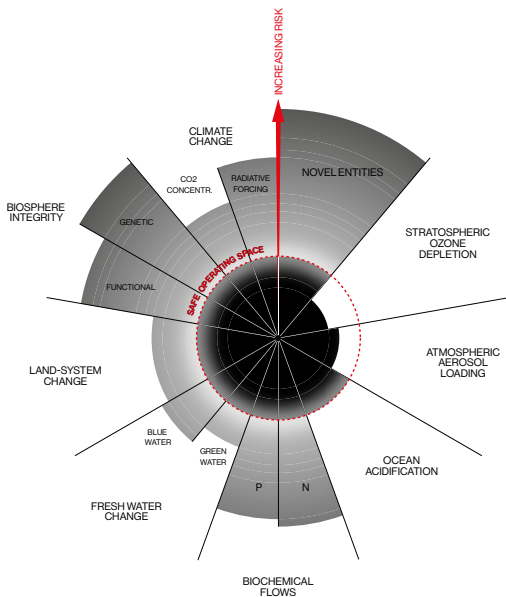 INCREASING RISK
CLIMATE
CHANGE
CO2
CONCENTR.
RADIATIVE
FORCING
NOVEL ENTITIES
BIOSPHERE
INTEGRITY
GENETIC
FUNCTIONAL
SAFE OPERATING SPACE
STRATOSPHERIC
OZONE
DEPLETION
ATMOSPHERIC
AEROSOL
LOADING
LAND-SYSTEM
CHANGE
BLUE
WATER
GREEN
WATER
FRESH WATER
CHANGE
P
N
OCEAN
ACIDIFICATION
BIOCHEMICAL
FLOWS